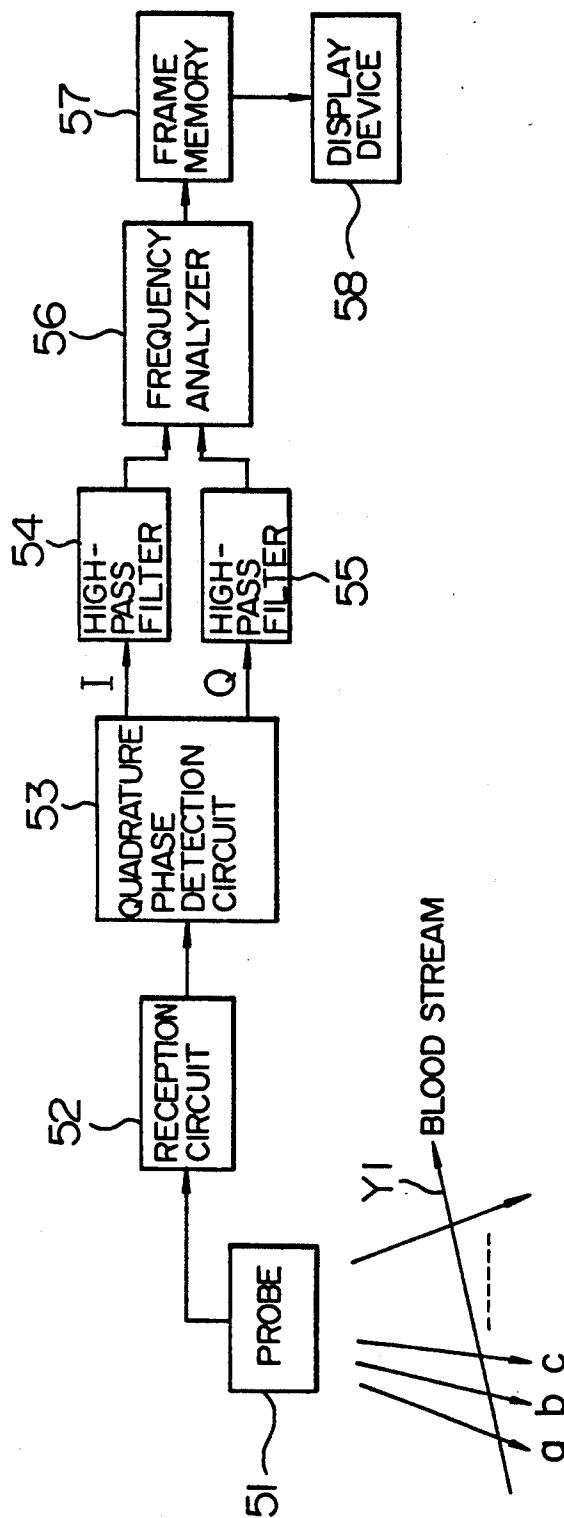 51
PROBE
52
RECEPTION
CIRCUIT
53
QUADRATURE
PHASE
DETECTION
CIRCUIT
I
Q
54
HIGH-
PASS
FILTER
HIGH-
PASS
FILTER
55
56
FREQUENCY
ANALYZER
57
FRAME
MEMORY
DISPLAY
DEVICE
58
a
b
c
Y1
BLOOD STREAM